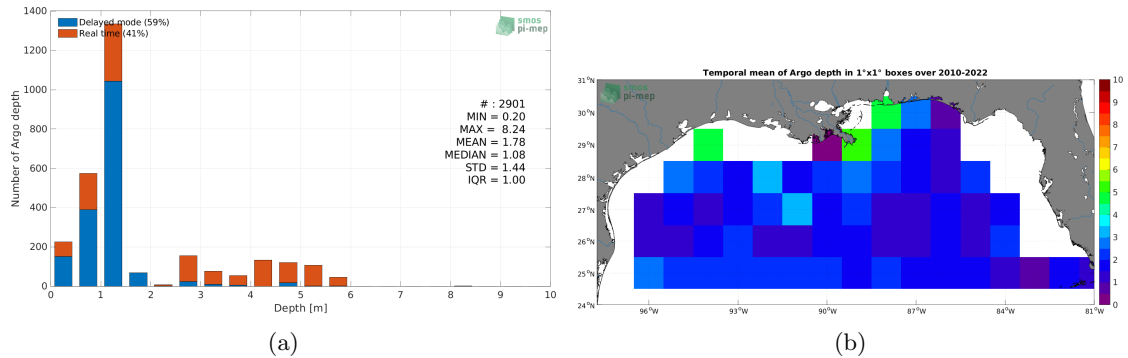 1400
1200
1000
800
600
400
200
0
Number of Argo depth
Delayed mode (59%)
Real time (41%)
smos
pi-mep
# : 2901
MIN = 0.20
MAX = 8.24
MEAN = 1.78
MEDIAN = 1.08
STD = 1.44
IQR = 1.00
0 1 2 3 4 5 6 7 8 9 10
Depth [m]
(a)
Temporal mean of Argo depth in 1°x1° boxes over 2010-2022
smos
pi-mep
31°N
30°N
29°N
28°N
27°N
26°N
25°N
24°N
96°W 93°W 90°W 87°W 84°W 81°W
10
9
8
7
6
5
4
3
2
1
0
(b)